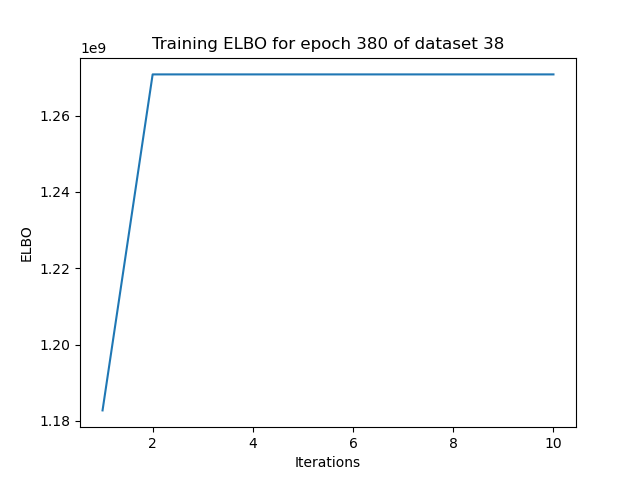 Training ELBO for epoch 380 of dataset 38
1e9
1.26
1.24
1.22
1.20
1.18
ELBO
2 4 6 8 10
Iterations